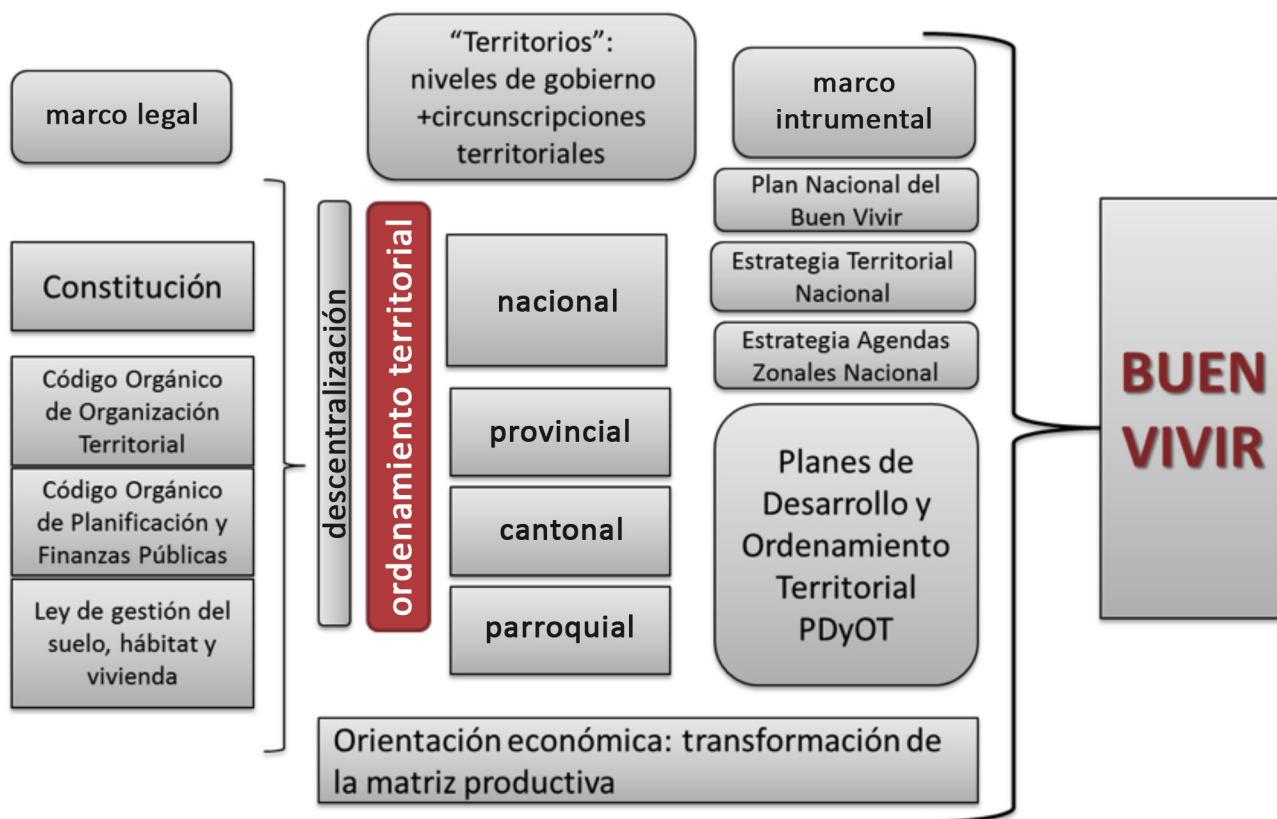 marco legal
Constitución
Código Orgánico
de Organización
Territorial
Código Orgánico
de Planificación y
Finanzas Públicas
Ley de gestión del
suelo, hábitat y
vivienda
“Territorios”:
niveles de gobierno
+circunscripciones
territoriales
descentralización
ordenamiento territorial
nacional
provincial
cantonal
parroquial
marco
intrumental
Plan Nacional del
Buen Vivir
Estrategia Territorial
Nacional
Estrategia Agendas
Zonales Nacional
Planes de
Desarrollo y
Ordenamiento
Territorial
PDyOT
Orientación económica: transformación de
la matriz productiva
BUEN
VIVIR